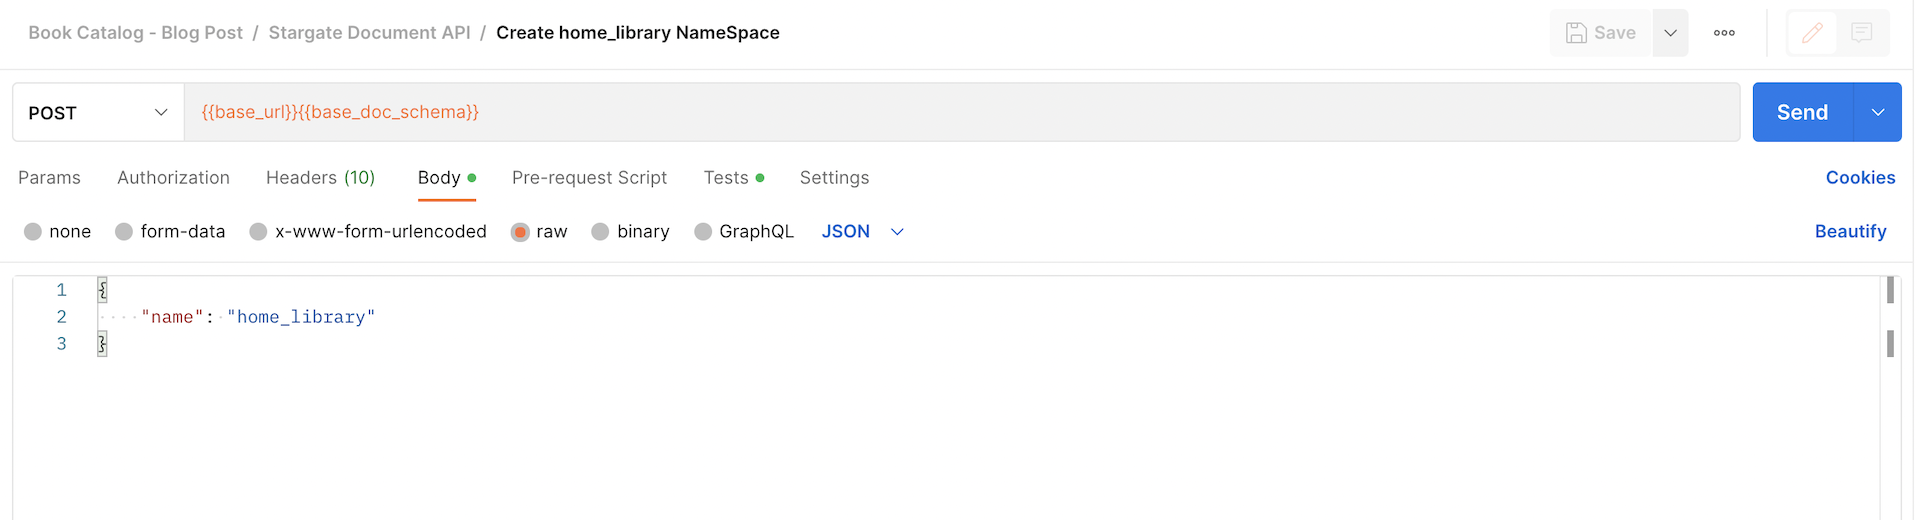 Book Catalog - Blog Post / Stargate Document API / Create home_library NameSpace Save
POST {{base_url}}{{base_doc_schema}} Send
Params Authorization Headers (10) Body Pre-request Script Tests Settings Cookies
none form-data x-www-form-urlencoded raw binary GraphQL JSON Beautify
1 {
2 "name": "home_library"
3 }